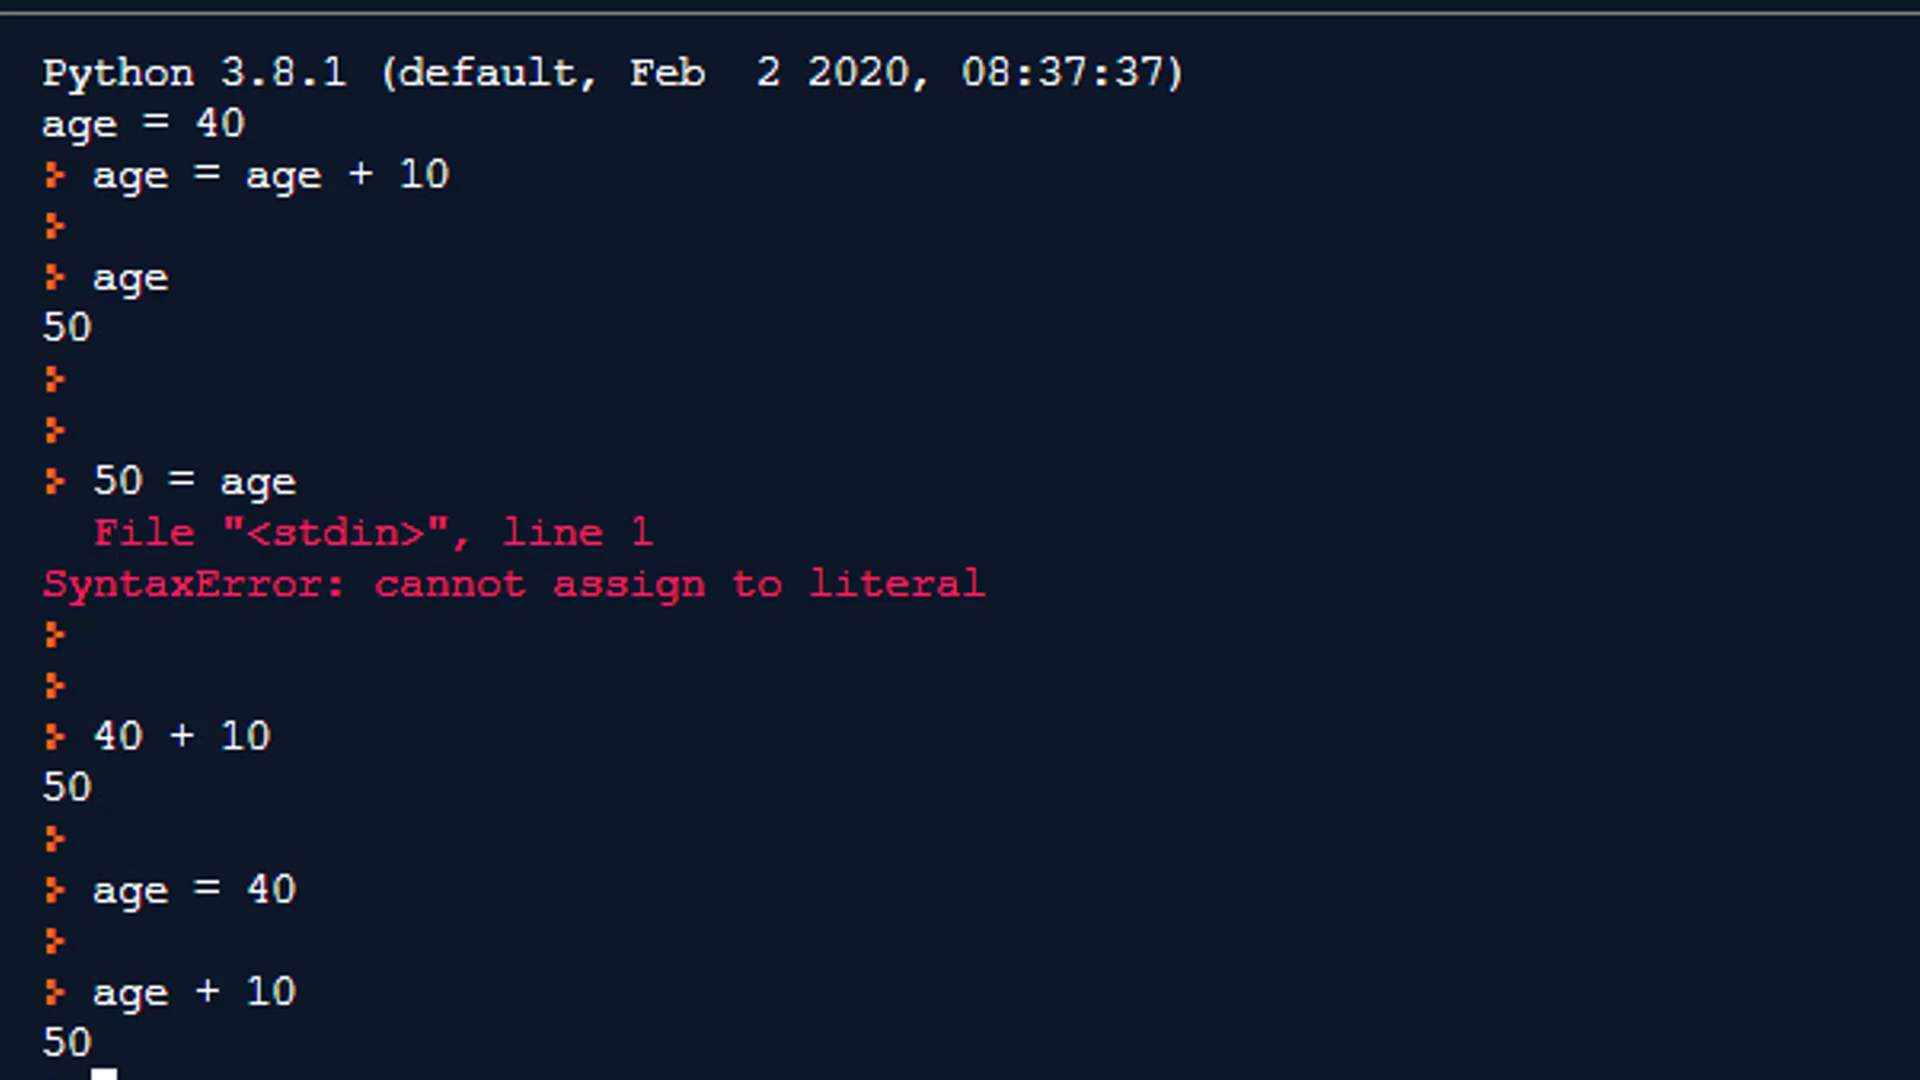 Python 3.8.1 (default, Feb  2 2020, 08:37:37)
age = 40
age = age + 10
age
50
50 = age
  File "<stdin>", line 1
SyntaxError: cannot assign to literal
40 + 10
50
age = 40
age + 10
50